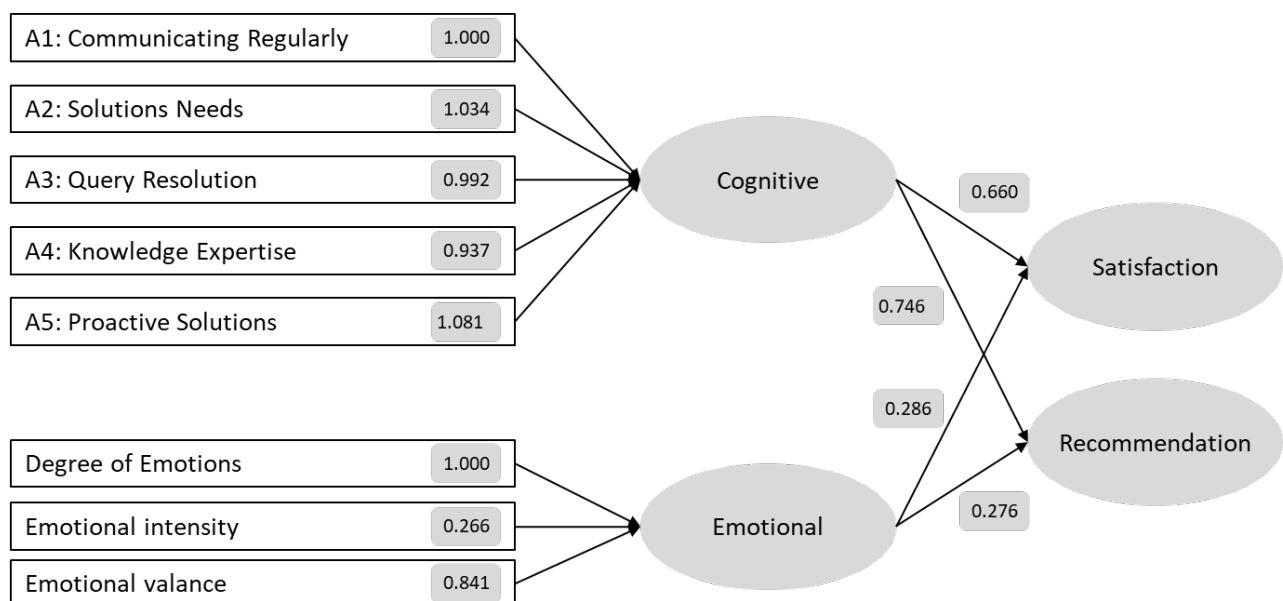 A1: Communicating Regularly 1.000
A2: Solutions Needs 1.034
A3: Query Resolution 0.992
A4: Knowledge Expertise 0.937
A5: Proactive Solutions 1.081
Cognitive
0.660
Satisfaction
0.746
0.286
Recommendation
0.276
Degree of Emotions 1.000
Emotional intensity 0.266
Emotional valance 0.841
Emotional